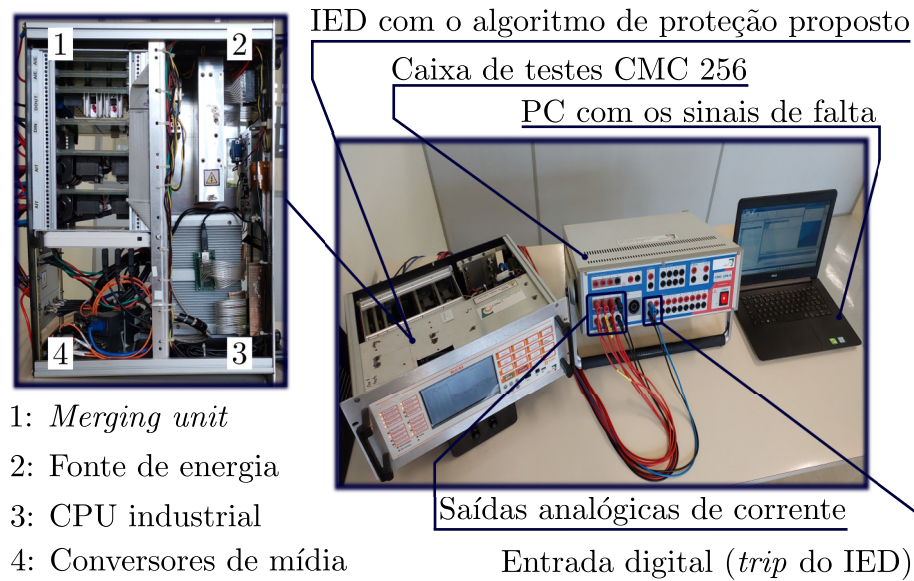 IED com o algoritmo de proteção proposto
Caixa de testes CMC 256
PC com os sinais de falta
1
2
4
3
1: Merging unit
2: Fonte de energia
3: CPU industrial
4: Conversores de mídia
Saídas analógicas de corrente
Entrada digital (trip do IED)